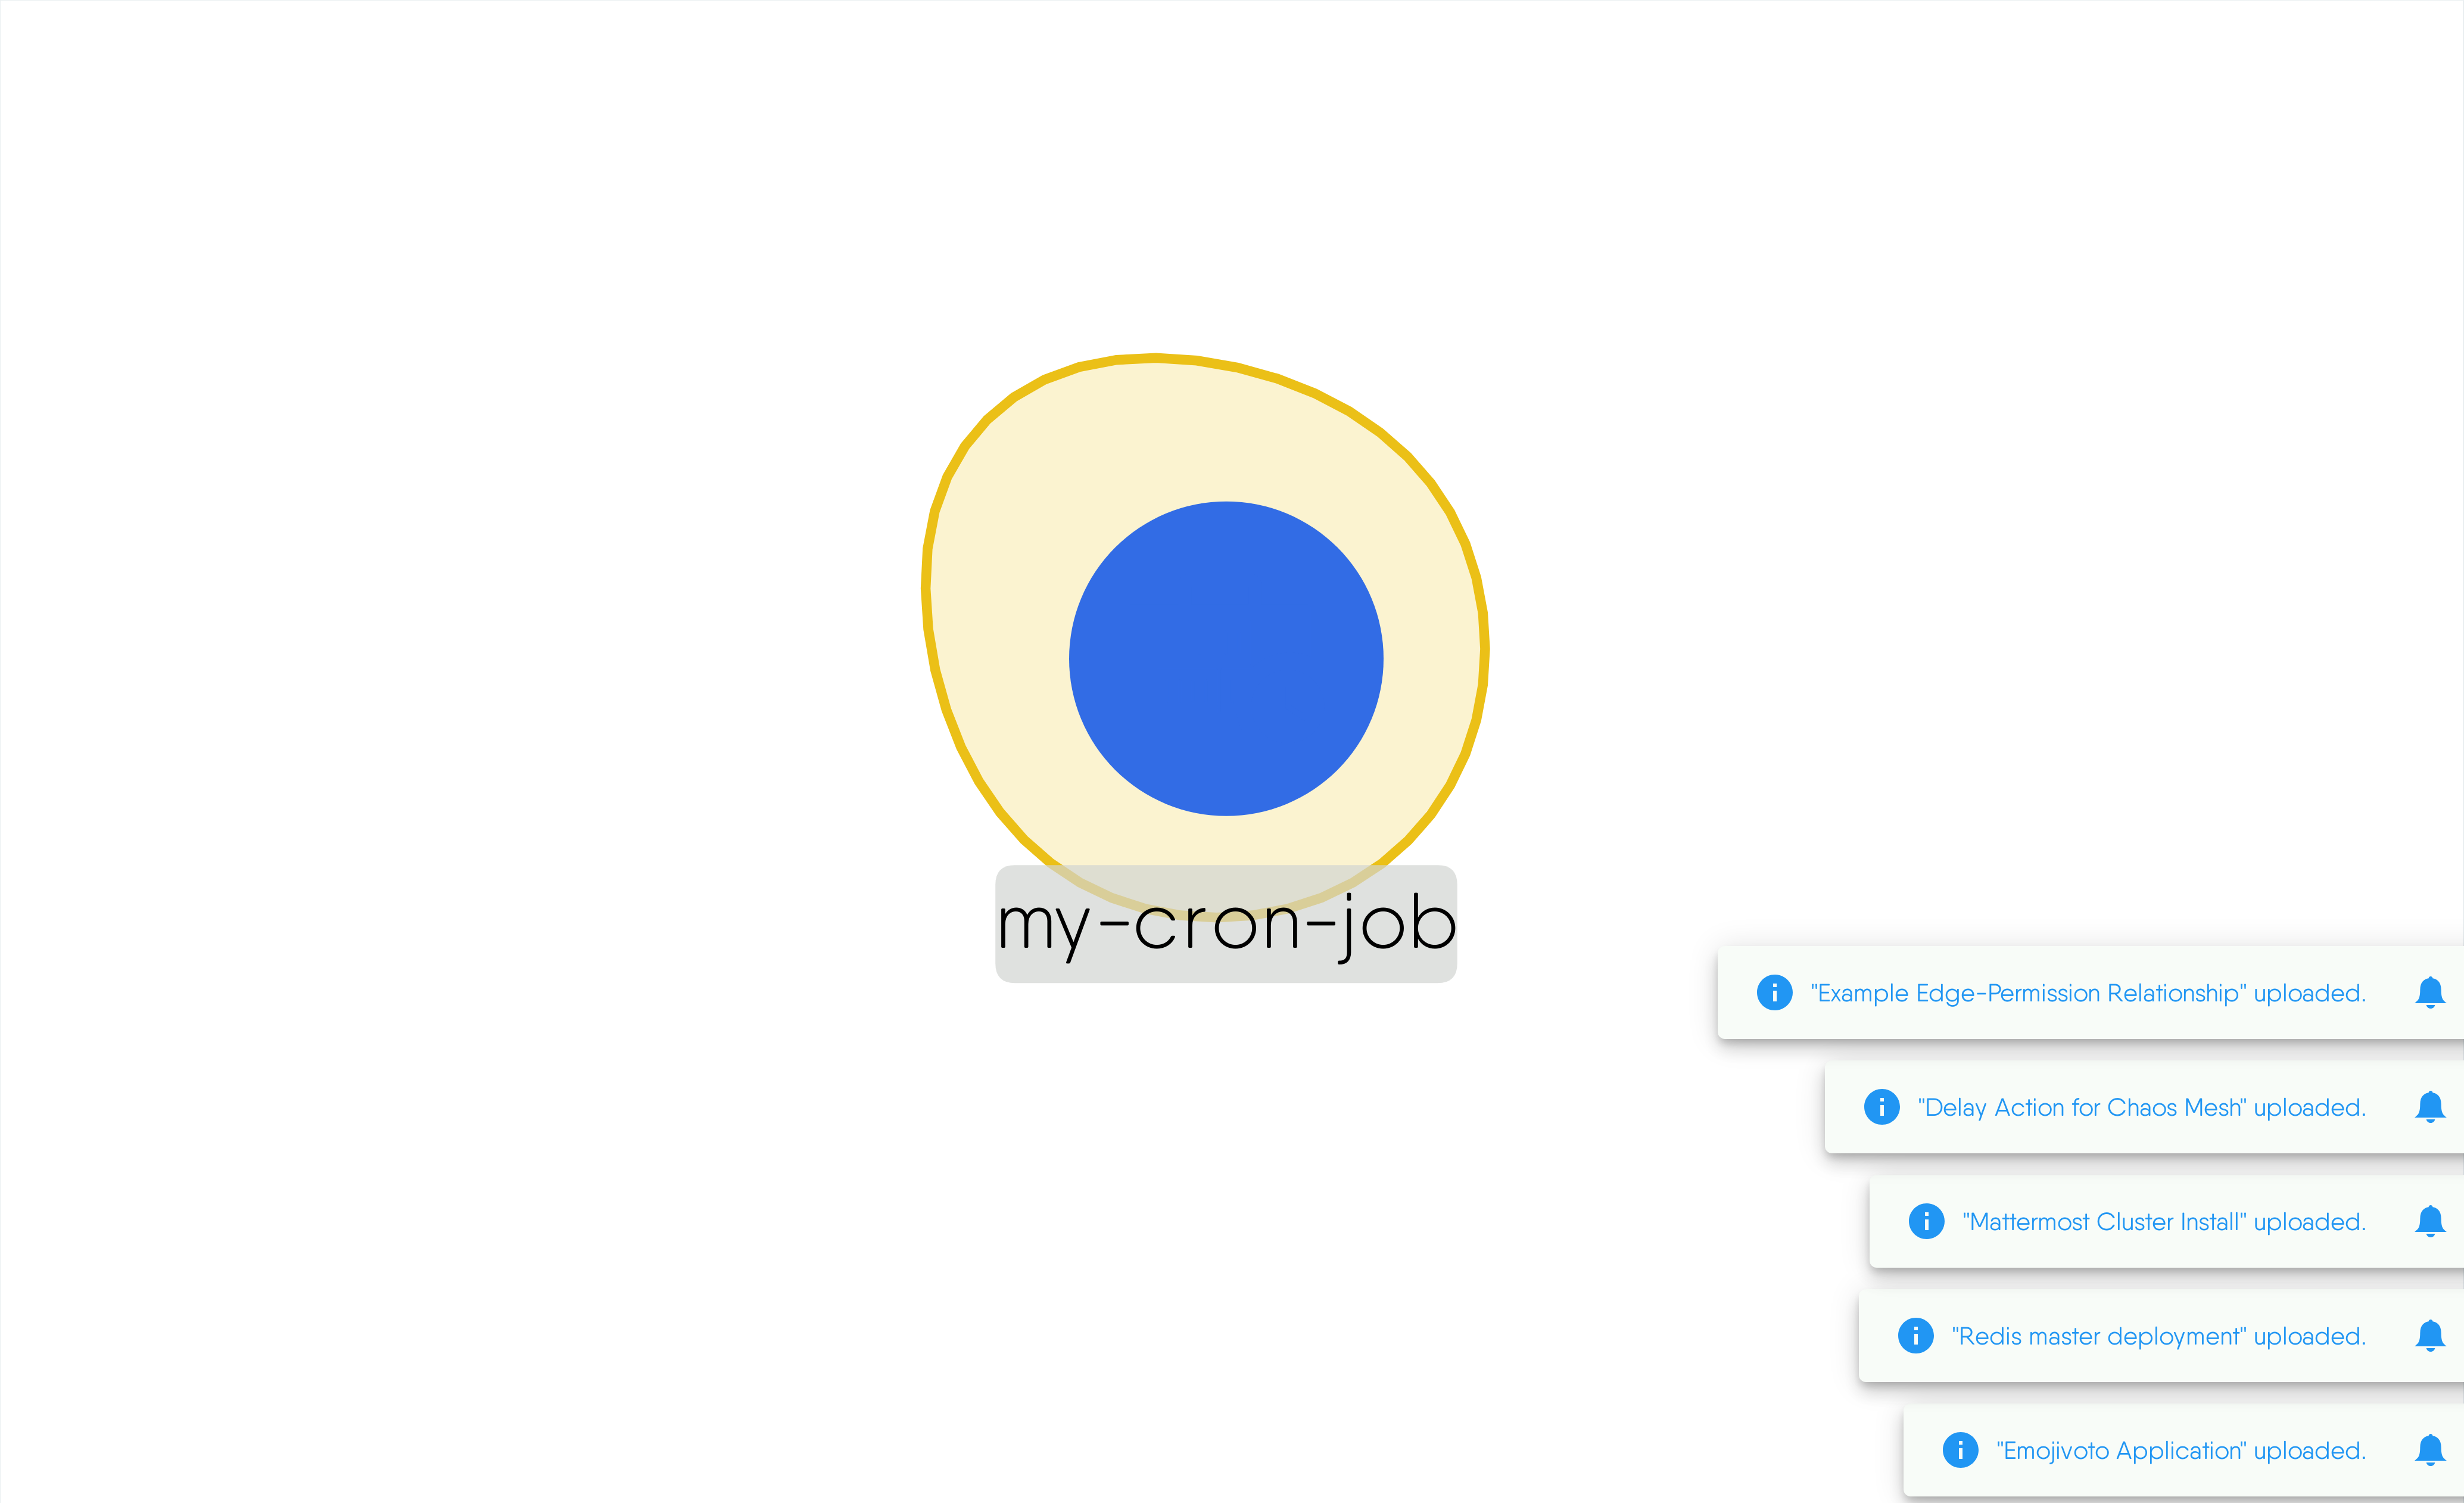 my-cron-job
"Example Edge-Permission Relationship" uploaded.
"Delay Action for Chaos Mesh" uploaded.
"Mattermost Cluster Install" uploaded.
"Redis master deployment" uploaded.
"Emojivoto Application" uploaded.